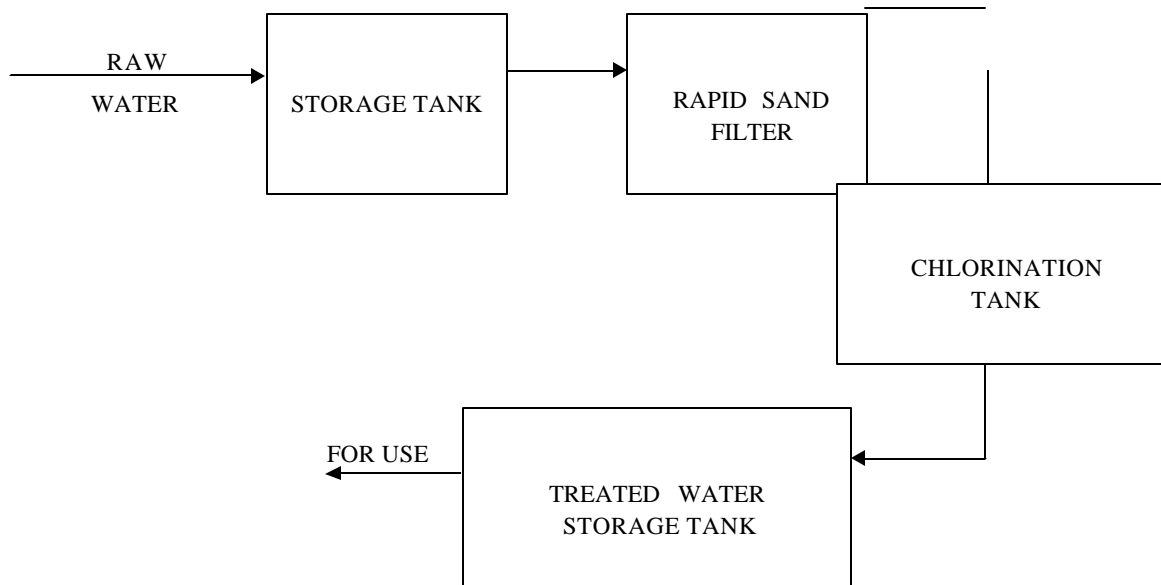 RAW
WATER
STORAGE TANK
RAPID SAND
FILTER
CHLORINATION
TANK
FOR USE
TREATED WATER
STORAGE TANK